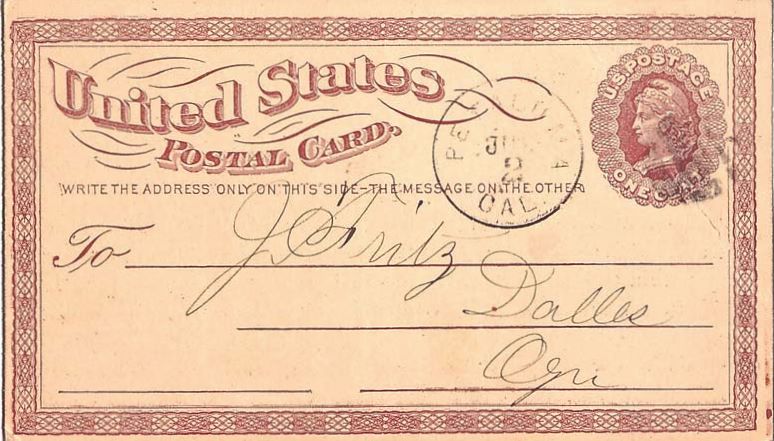 United States
POSTAL CARD.
U.S. POSTAGE
ONE CENT
WRITE THE ADDRESS ONLY ON THIS SIDE–THE MESSAGE ON THE OTHER
CAL.
2
To J. Fritz
Dalles
Ogn